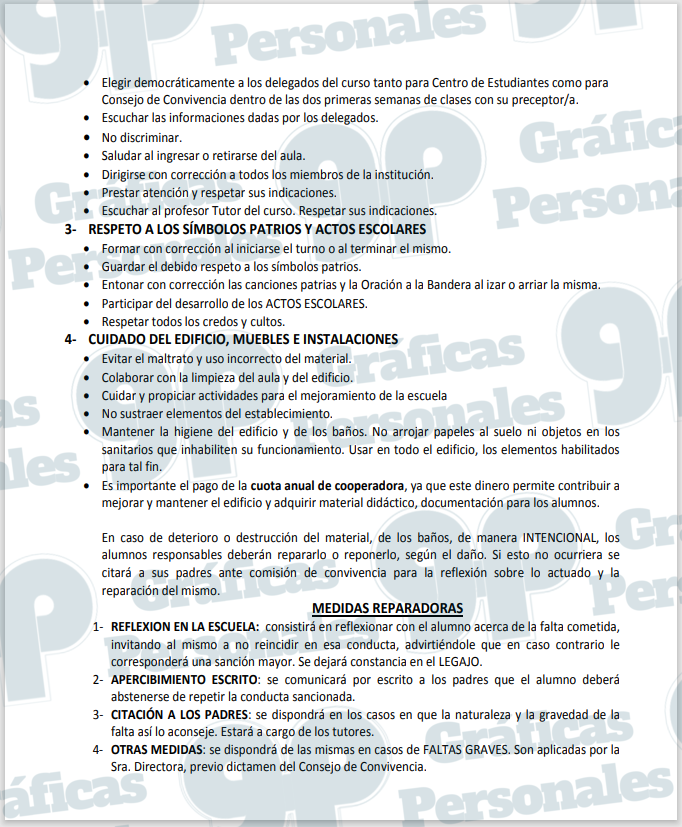 • Elegir democráticamente a los delegados del curso tanto para Centro de Estudiantes como para
Consejo de Convivencia dentro de las dos primeras semanas de clases con su preceptor/a.
• Escuchar las informaciones dadas por los delegados.
• No discriminar.
• Saludar al ingresar o retirarse del aula.
• Dirigirse con corrección a todos los miembros de la institución.
• Prestar atención y respetar sus indicaciones.
• Escuchar al profesor Tutor del curso. Respetar sus indicaciones.
3- RESPETO A LOS SÍMBOLOS PATRIOS Y ACTOS ESCOLARES
• Formar con corrección al iniciarse el turno o al terminar el mismo.
• Guardar el debido respeto a los símbolos patrios.
• Entonar con corrección las canciones patrias y la Oración a la Bandera al izar o arriar la misma.
• Participar del desarrollo de los ACTOS ESCOLARES.
• Respetar todos los credos y cultos.
4- CUIDADO DEL EDIFICIO, MUEBLES E INSTALACIONES
• Evitar el maltrato y uso incorrecto del material.
• Colaborar con la limpieza del aula y del edificio.
• Cuidar y propiciar actividades para el mejoramiento de la escuela
• No sustraer elementos del establecimiento.
• Mantener la higiene del edificio y de los baños. No arrojar papeles al suelo ni objetos en los
sanitarios que inhabiliten su funcionamiento. Usar en todo el edificio, los elementos habilitados
para tal fin.
• Es importante el pago de la cuota anual de cooperadora, ya que este dinero permite contribuir a
mejorar y mantener el edificio y adquirir material didáctico, documentación para los alumnos.
En caso de deterioro o destrucción del material, de los baños, de manera INTENCIONAL, los
alumnos responsables deberán repararlo o reponerlo, según el daño. Si esto no ocurriera se
citará a sus padres ante comisión de convivencia para la reflexión sobre lo actuado y la
reparación del mismo.
MEDIDAS REPARADORAS
1- REFLEXION EN LA ESCUELA: consistirá en reflexionar con el alumno acerca de la falta cometida,
invitando al mismo a no reincidir en esa conducta, advirtiéndole que en caso contrario le
corresponderá una sanción mayor. Se dejará constancia en el LEGAJO.
2- APERCIBIMIENTO ESCRITO: se comunicará por escrito a los padres que el alumno deberá
abstenerse de repetir la conducta sancionada.
3- CITACIÓN A LOS PADRES: se dispondrá en los casos en que la naturaleza y la gravedad de la
falta así lo aconseje. Estará a cargo de los tutores.
4- OTRAS MEDIDAS: se dispondrá de las mismas en casos de FALTAS GRAVES. Son aplicadas por la
Sra. Directora, previo dictamen del Consejo de Convivencia.
gp Gráficas Personales